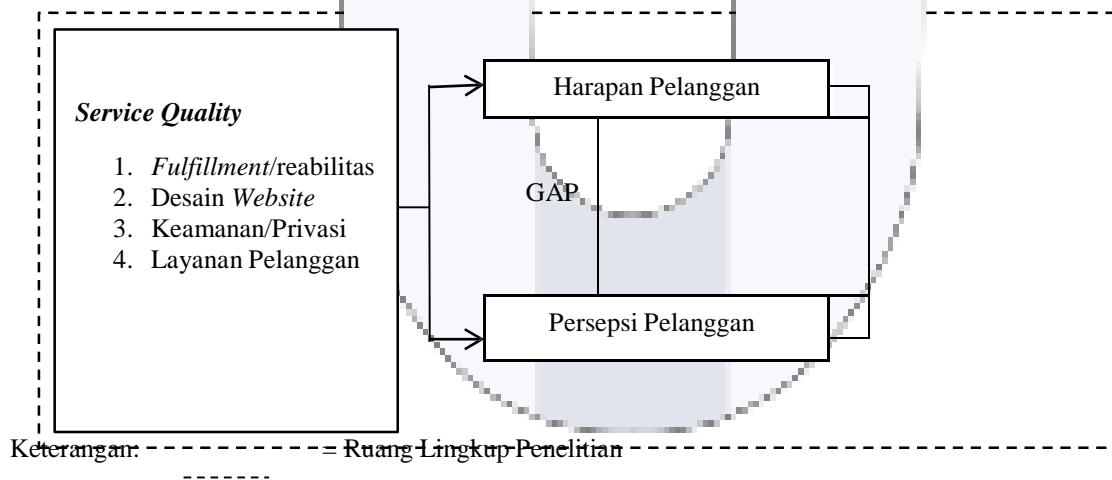 Service Quality
1. Fulfillment/reabilitas
2. Desain Website
3. Keamanan/Privasi
4. Layanan Pelanggan
Harapan Pelanggan
GAP
Persepsi Pelanggan
Keterangan: = Ruang Lingkup Penelitian